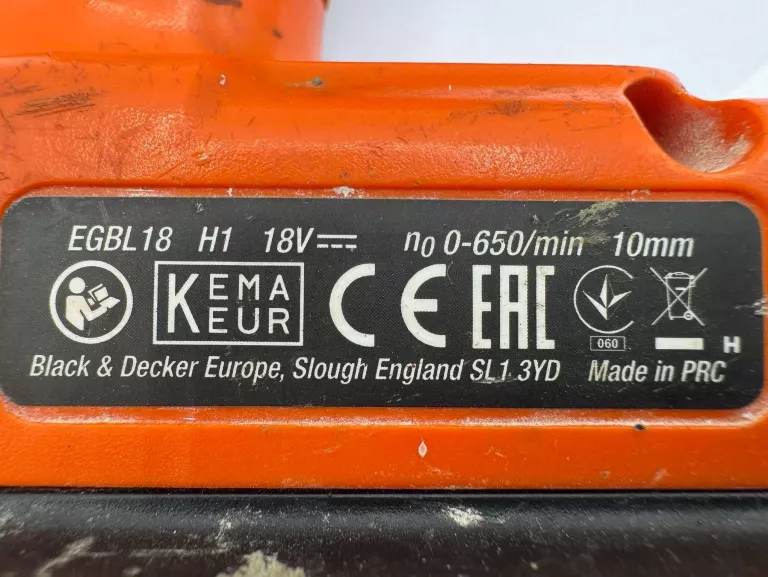 EGBL18 H1 18V n0 0-650/min 10mm
KEMA
KEUR
CE EAC
060 H
Black & Decker Europe, Slough England SL1 3YD Made in PRC